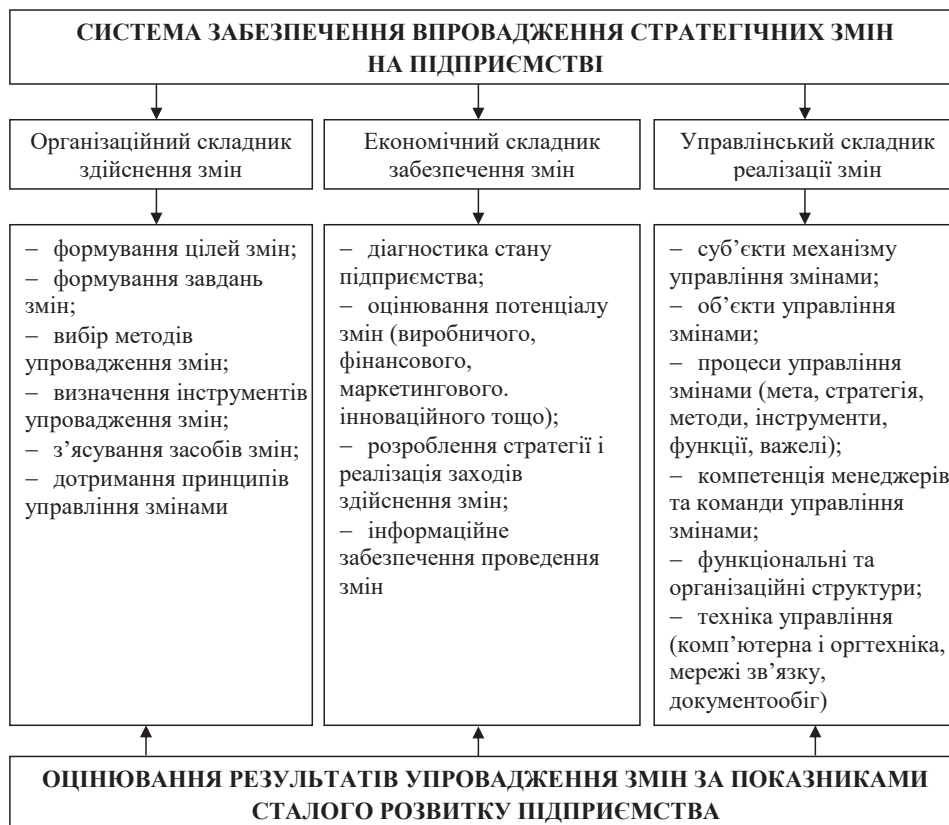 СИСТЕМА ЗАБЕЗПЕЧЕННЯ ВПРОВАДЖЕННЯ СТРАТЕГІЧНИХ ЗМІН
НА ПІДПРИЄМСТВІ
Організаційний складник
здійснення змін
Економічний складник
забезпечення змін
Управлінський складник
реалізації змін
– формування цілей змін;
– формування завдань
змін;
– вибір методів
упровадження змін;
– визначення інструментів
упровадження змін;
– з’ясування засобів змін;
– дотримання принципів
управління змінами
– діагностика стану
підприємства;
– оцінювання потенціалу
змін (виробничого,
фінансового,
маркетингового.
інноваційного тощо);
– розроблення стратегії і
реалізація заходів
здійснення змін;
– інформаційне
забезпечення проведення
змін
– суб’єкти механізму
управління змінами;
– об’єкти управління
змінами;
– процеси управління
змінами (мета, стратегія,
методи, інструменти,
функції, важелі);
– компетенція менеджерів
та команди управління
змінами;
– функціональні та
організаційні структури;
– техніка управління
(комп’ютерна і оргтехніка,
мережі зв’язку,
документообіг)
ОЦІНЮВАННЯ РЕЗУЛЬТАТІВ УПРОВАДЖЕННЯ ЗМІН ЗА ПОКАЗНИКАМИ
СТАЛОГО РОЗВИТКУ ПІДПРИЄМСТВА